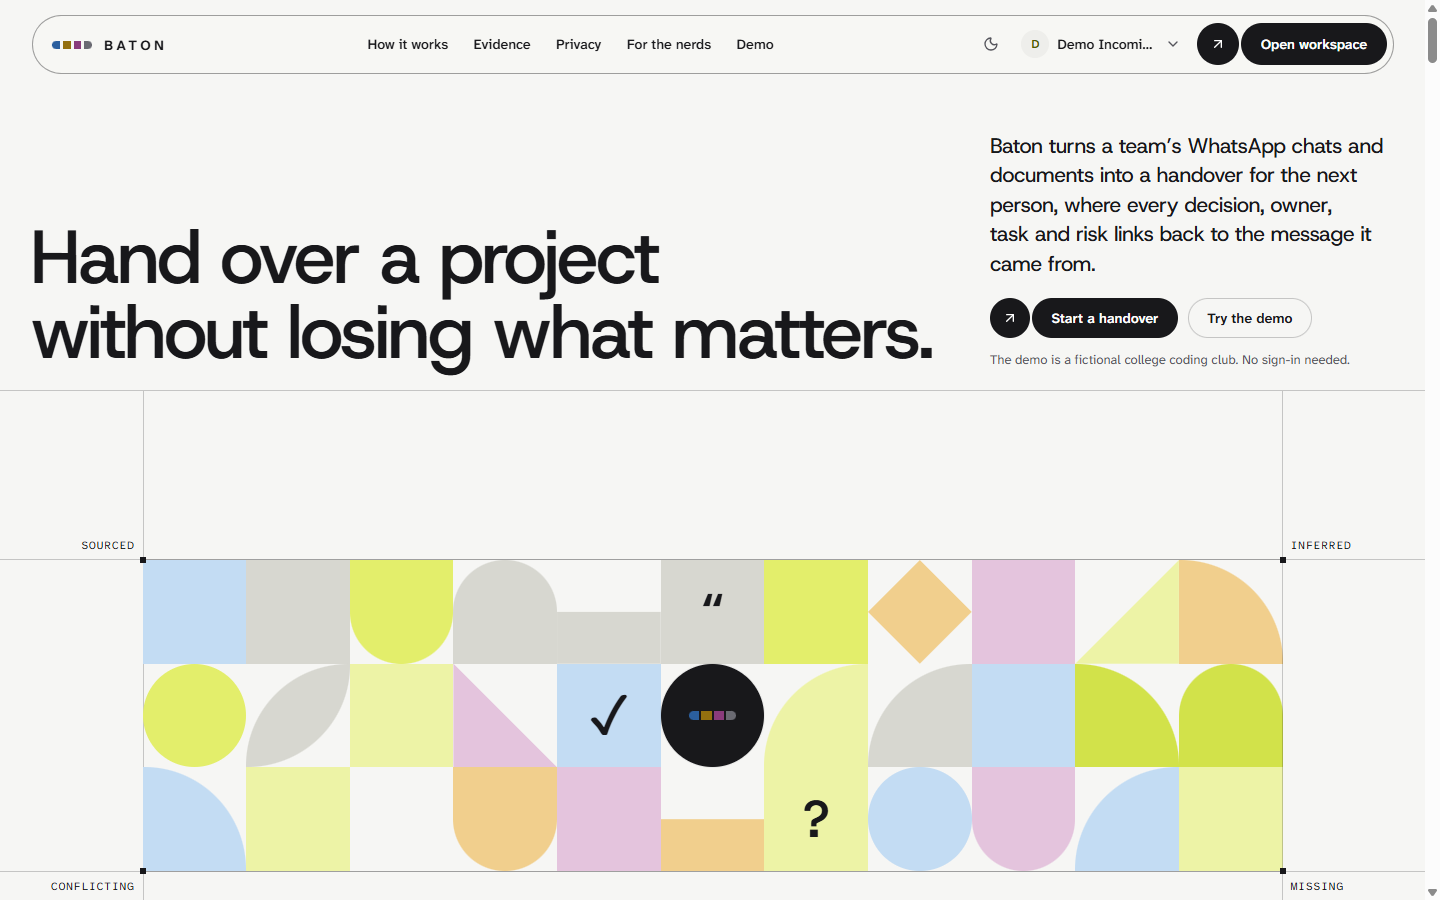 BATON
How it works
Evidence
Privacy
For the nerds
Demo
D
Demo Incomi...
Open workspace
Hand over a project
without losing what matters.
Baton turns a team’s WhatsApp chats and
documents into a handover for the next
person, where every decision, owner,
task and risk links back to the message it
came from.
Start a handover
Try the demo
The demo is a fictional college coding club. No sign-in needed.
SOURCED
INFERRED
“
✓
?
CONFLICTING
MISSING